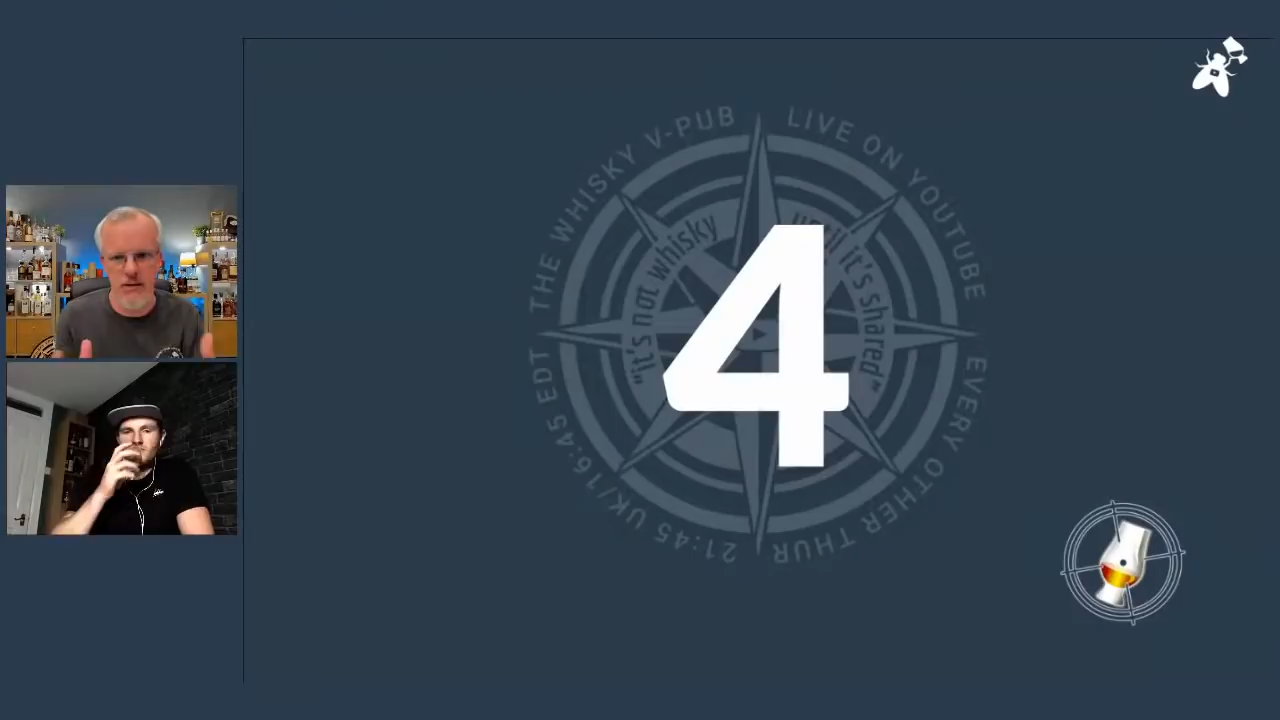 THE WHISKY V-PUB
LIVE ON YOUTUBE
EVERY OTHER THUR
21:45 UK/16:45 EDT
"it's not whisky
until it's shared"
4